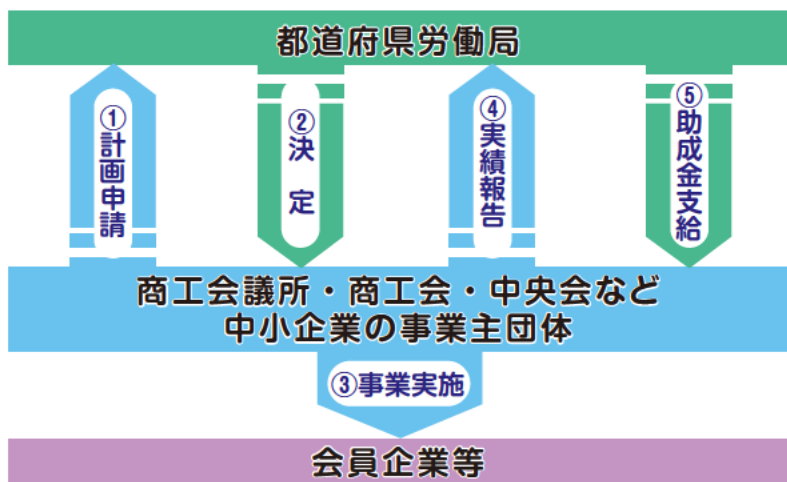 都道府県労働局
①計画申請
②決 定
④実績報告
⑤助成金支給
商工会議所・商工会・中央会など
中小企業の事業主団体
③事業実施
会員企業等